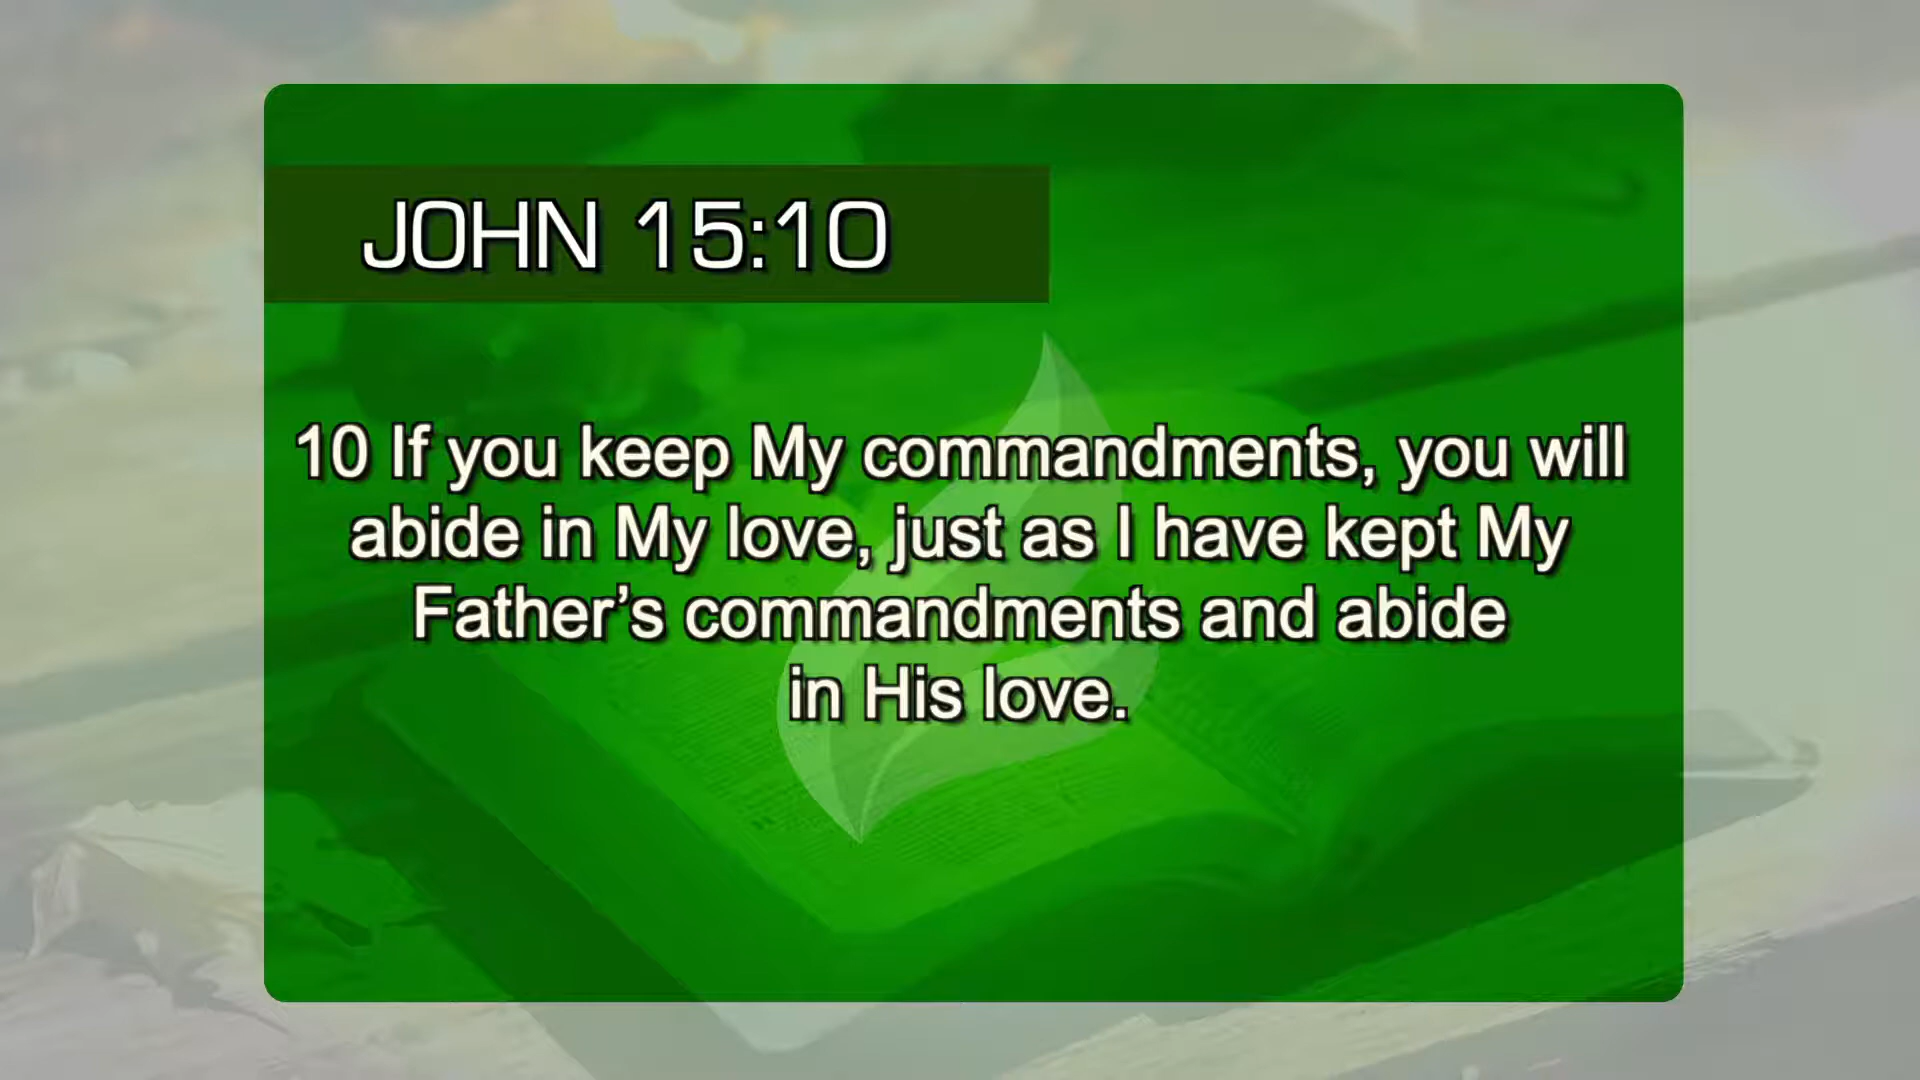 JOHN 15:10
10 If you keep My commandments, you will
abide in My love, just as I have kept My
Father’s commandments and abide
in His love.